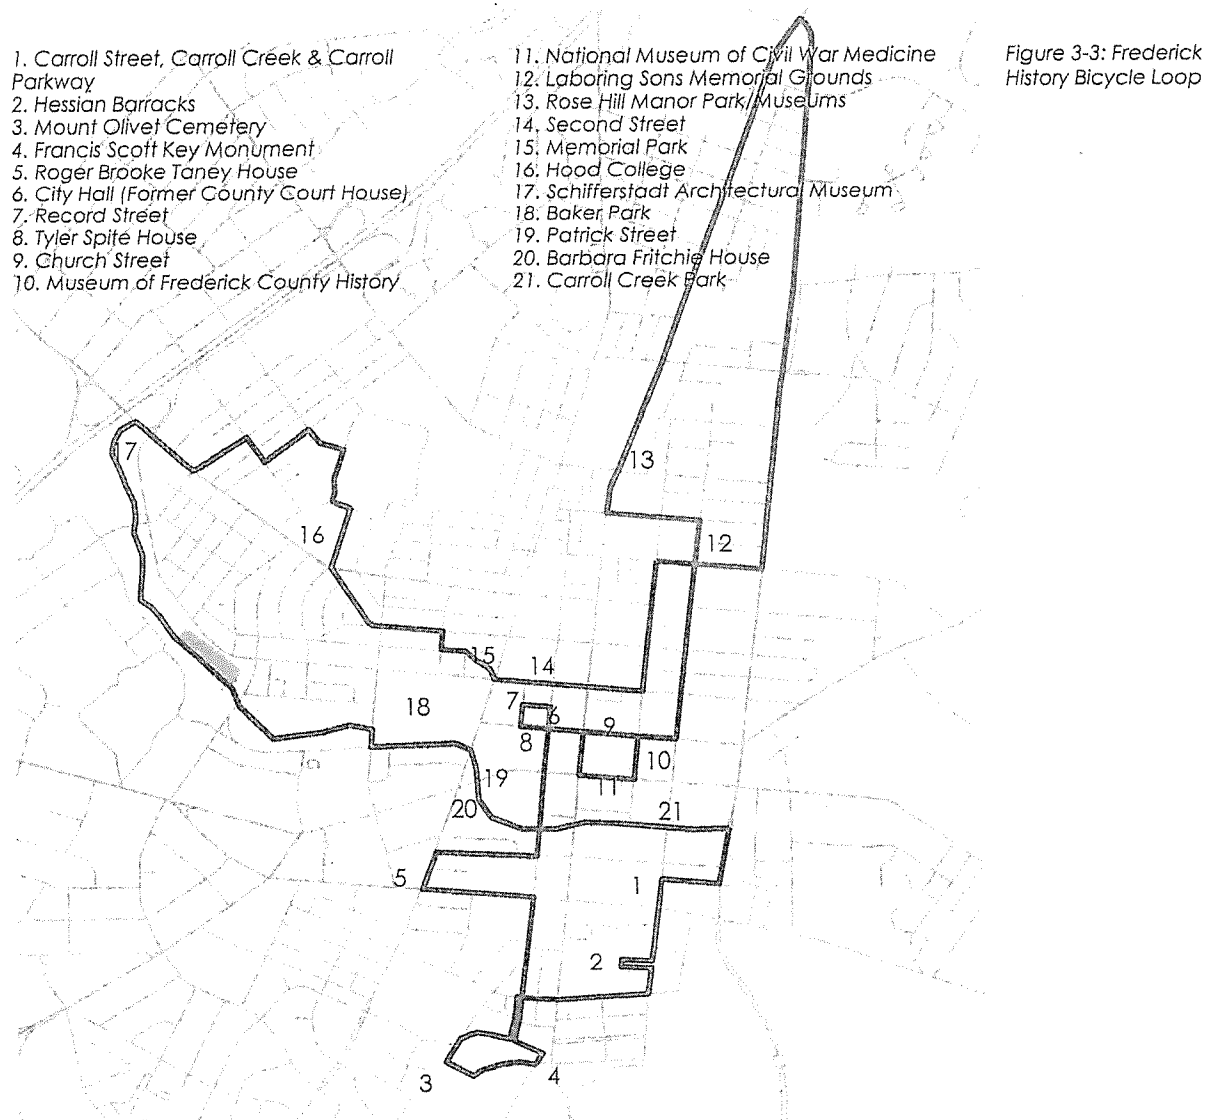 1. Carroll Street, Carroll Creek & Carroll
Parkway
2. Hessian Barracks
3. Mount Olivet Cemetery
4. Francis Scott Key Monument
5. Roger Brooke Taney House
6. City Hall (Former County Court House)
7. Record Street
8. Tyler Spite House
9. Church Street
10. Museum of Frederick County History
11. National Museum of Civil War Medicine
12. Laboring Sons Memorial Grounds
13. Rose Hill Manor Park/Museums
14. Second Street
15. Memorial Park
16. Hood College
17. Schifferstadt Architectural Museum
18. Baker Park
19. Patrick Street
20. Barbara Fritchie House
21. Carroll Creek Park
Figure 3-3: Frederick
History Bicycle Loop
17
13
16
12
15
14
7
6
18
9
8
10
19
11
20
21
5
1
2
3
4